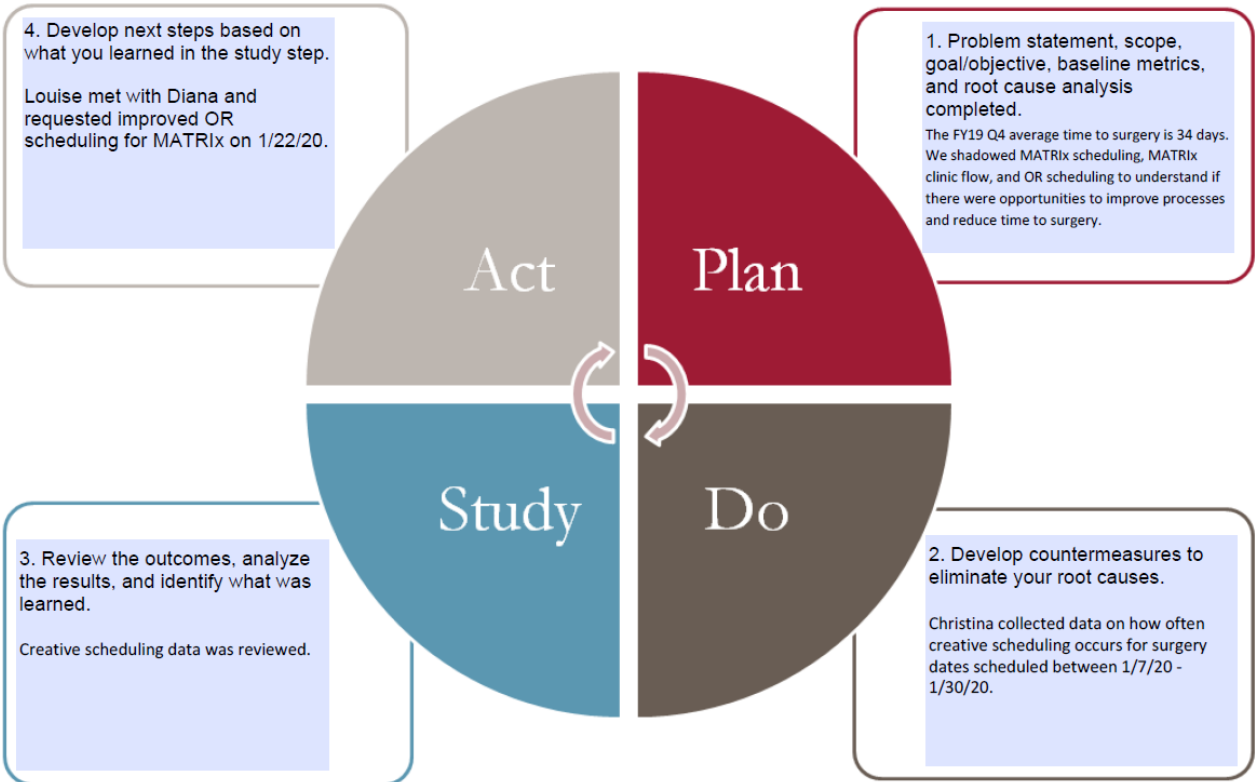 4. Develop next steps based on
what you learned in the study step.
Louise met with Diana and
requested improved OR
scheduling for MATRIx on 1/22/20.
1. Problem statement, scope,
goal/objective, baseline metrics,
and root cause analysis
completed.
The FY19 Q4 average time to surgery is 34 days.
We shadowed MATRIx scheduling, MATRIx
clinic flow, and OR scheduling to understand if
there were opportunities to improve processes
and reduce time to surgery.
Act
Plan
Study
Do
3. Review the outcomes, analyze
the results, and identify what was
learned.
Creative scheduling data was reviewed.
2. Develop countermeasures to
eliminate your root causes.
Christina collected data on how often
creative scheduling occurs for surgery
dates scheduled between 1/7/20 -
1/30/20.